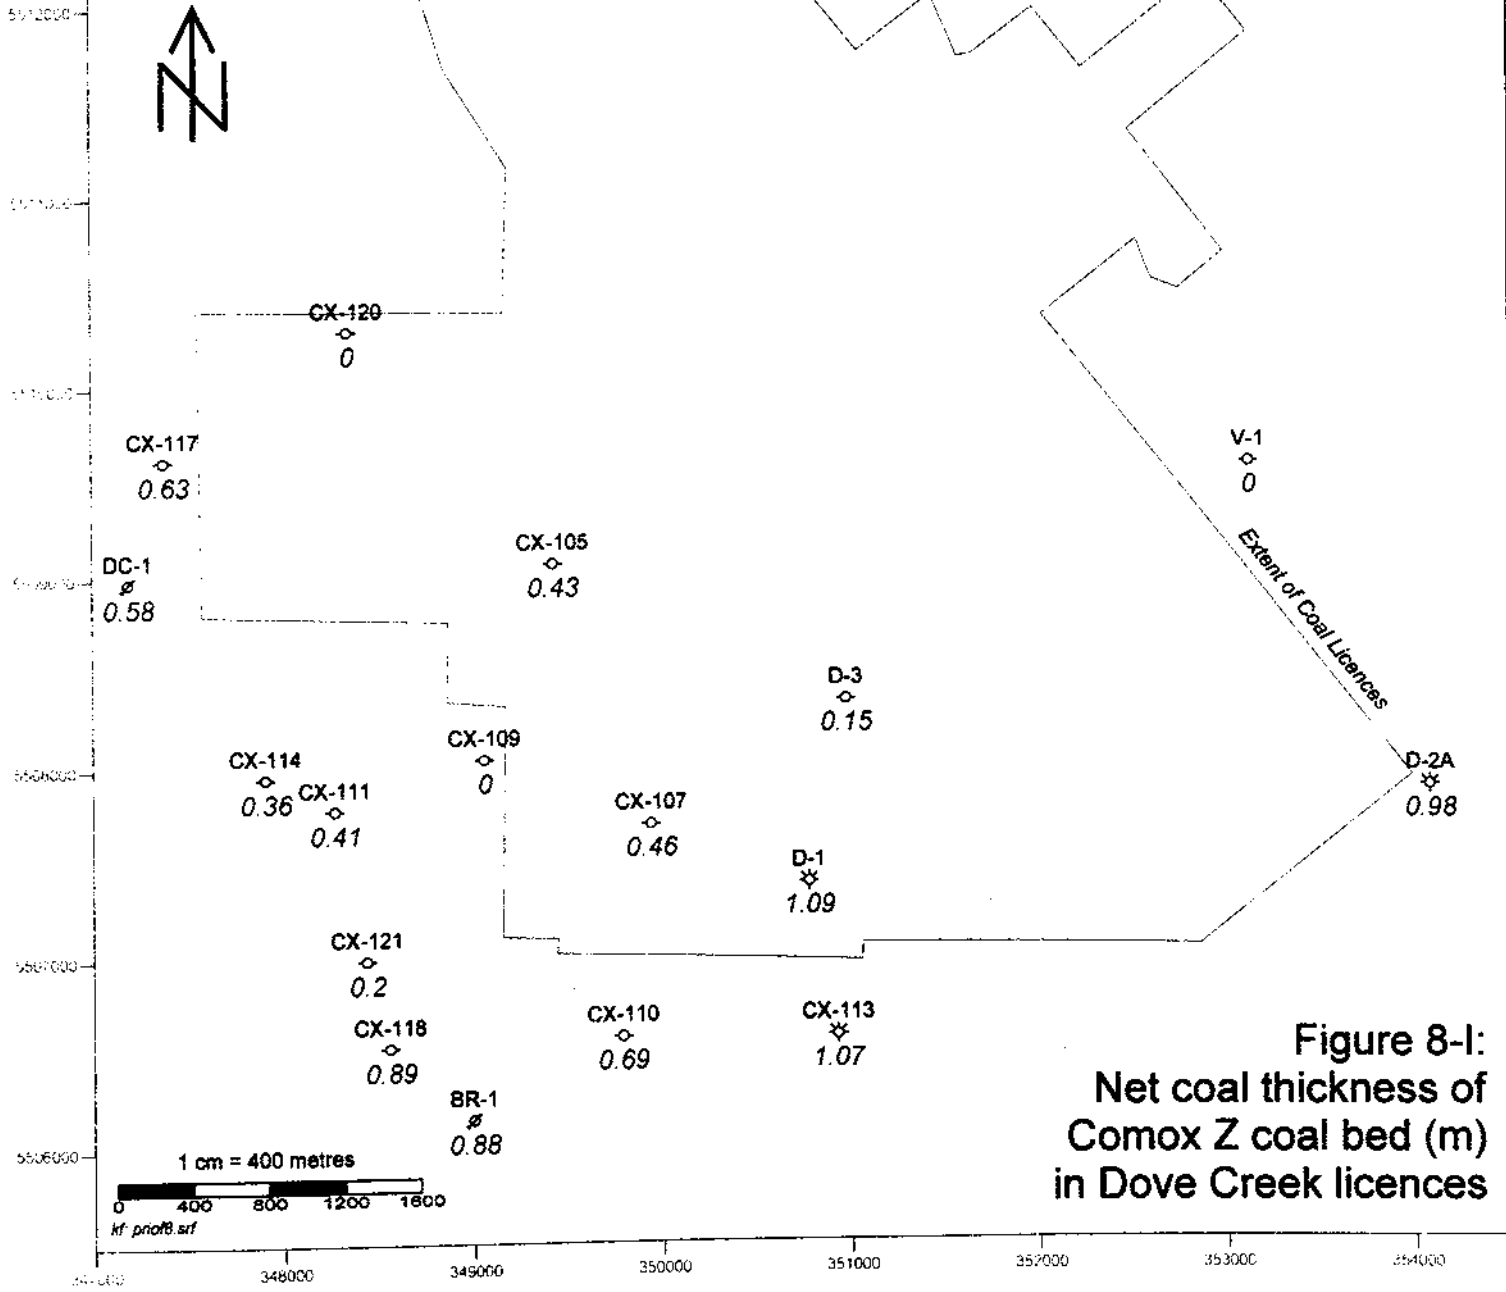 N
CX-120
0
CX-117
0.63
V-1
0
CX-105
0.43
DC-1
0.58
Extent of Coal Licences
D-3
0.15
CX-109
0
CX-114
0.36
CX-111
0.41
D-2A
0.98
CX-107
0.46
D-1
1.09
CX-121
0.2
CX-110
0.69
CX-113
1.07
CX-118
0.89
BR-1
0.88
Figure 8-I:
Net coal thickness of
Comox Z coal bed (m)
in Dove Creek licences
5507000
5506000
1 cm = 400 metres
0 400 800 1200 1600
348000 349000 350000 351000 352000 353000 354000